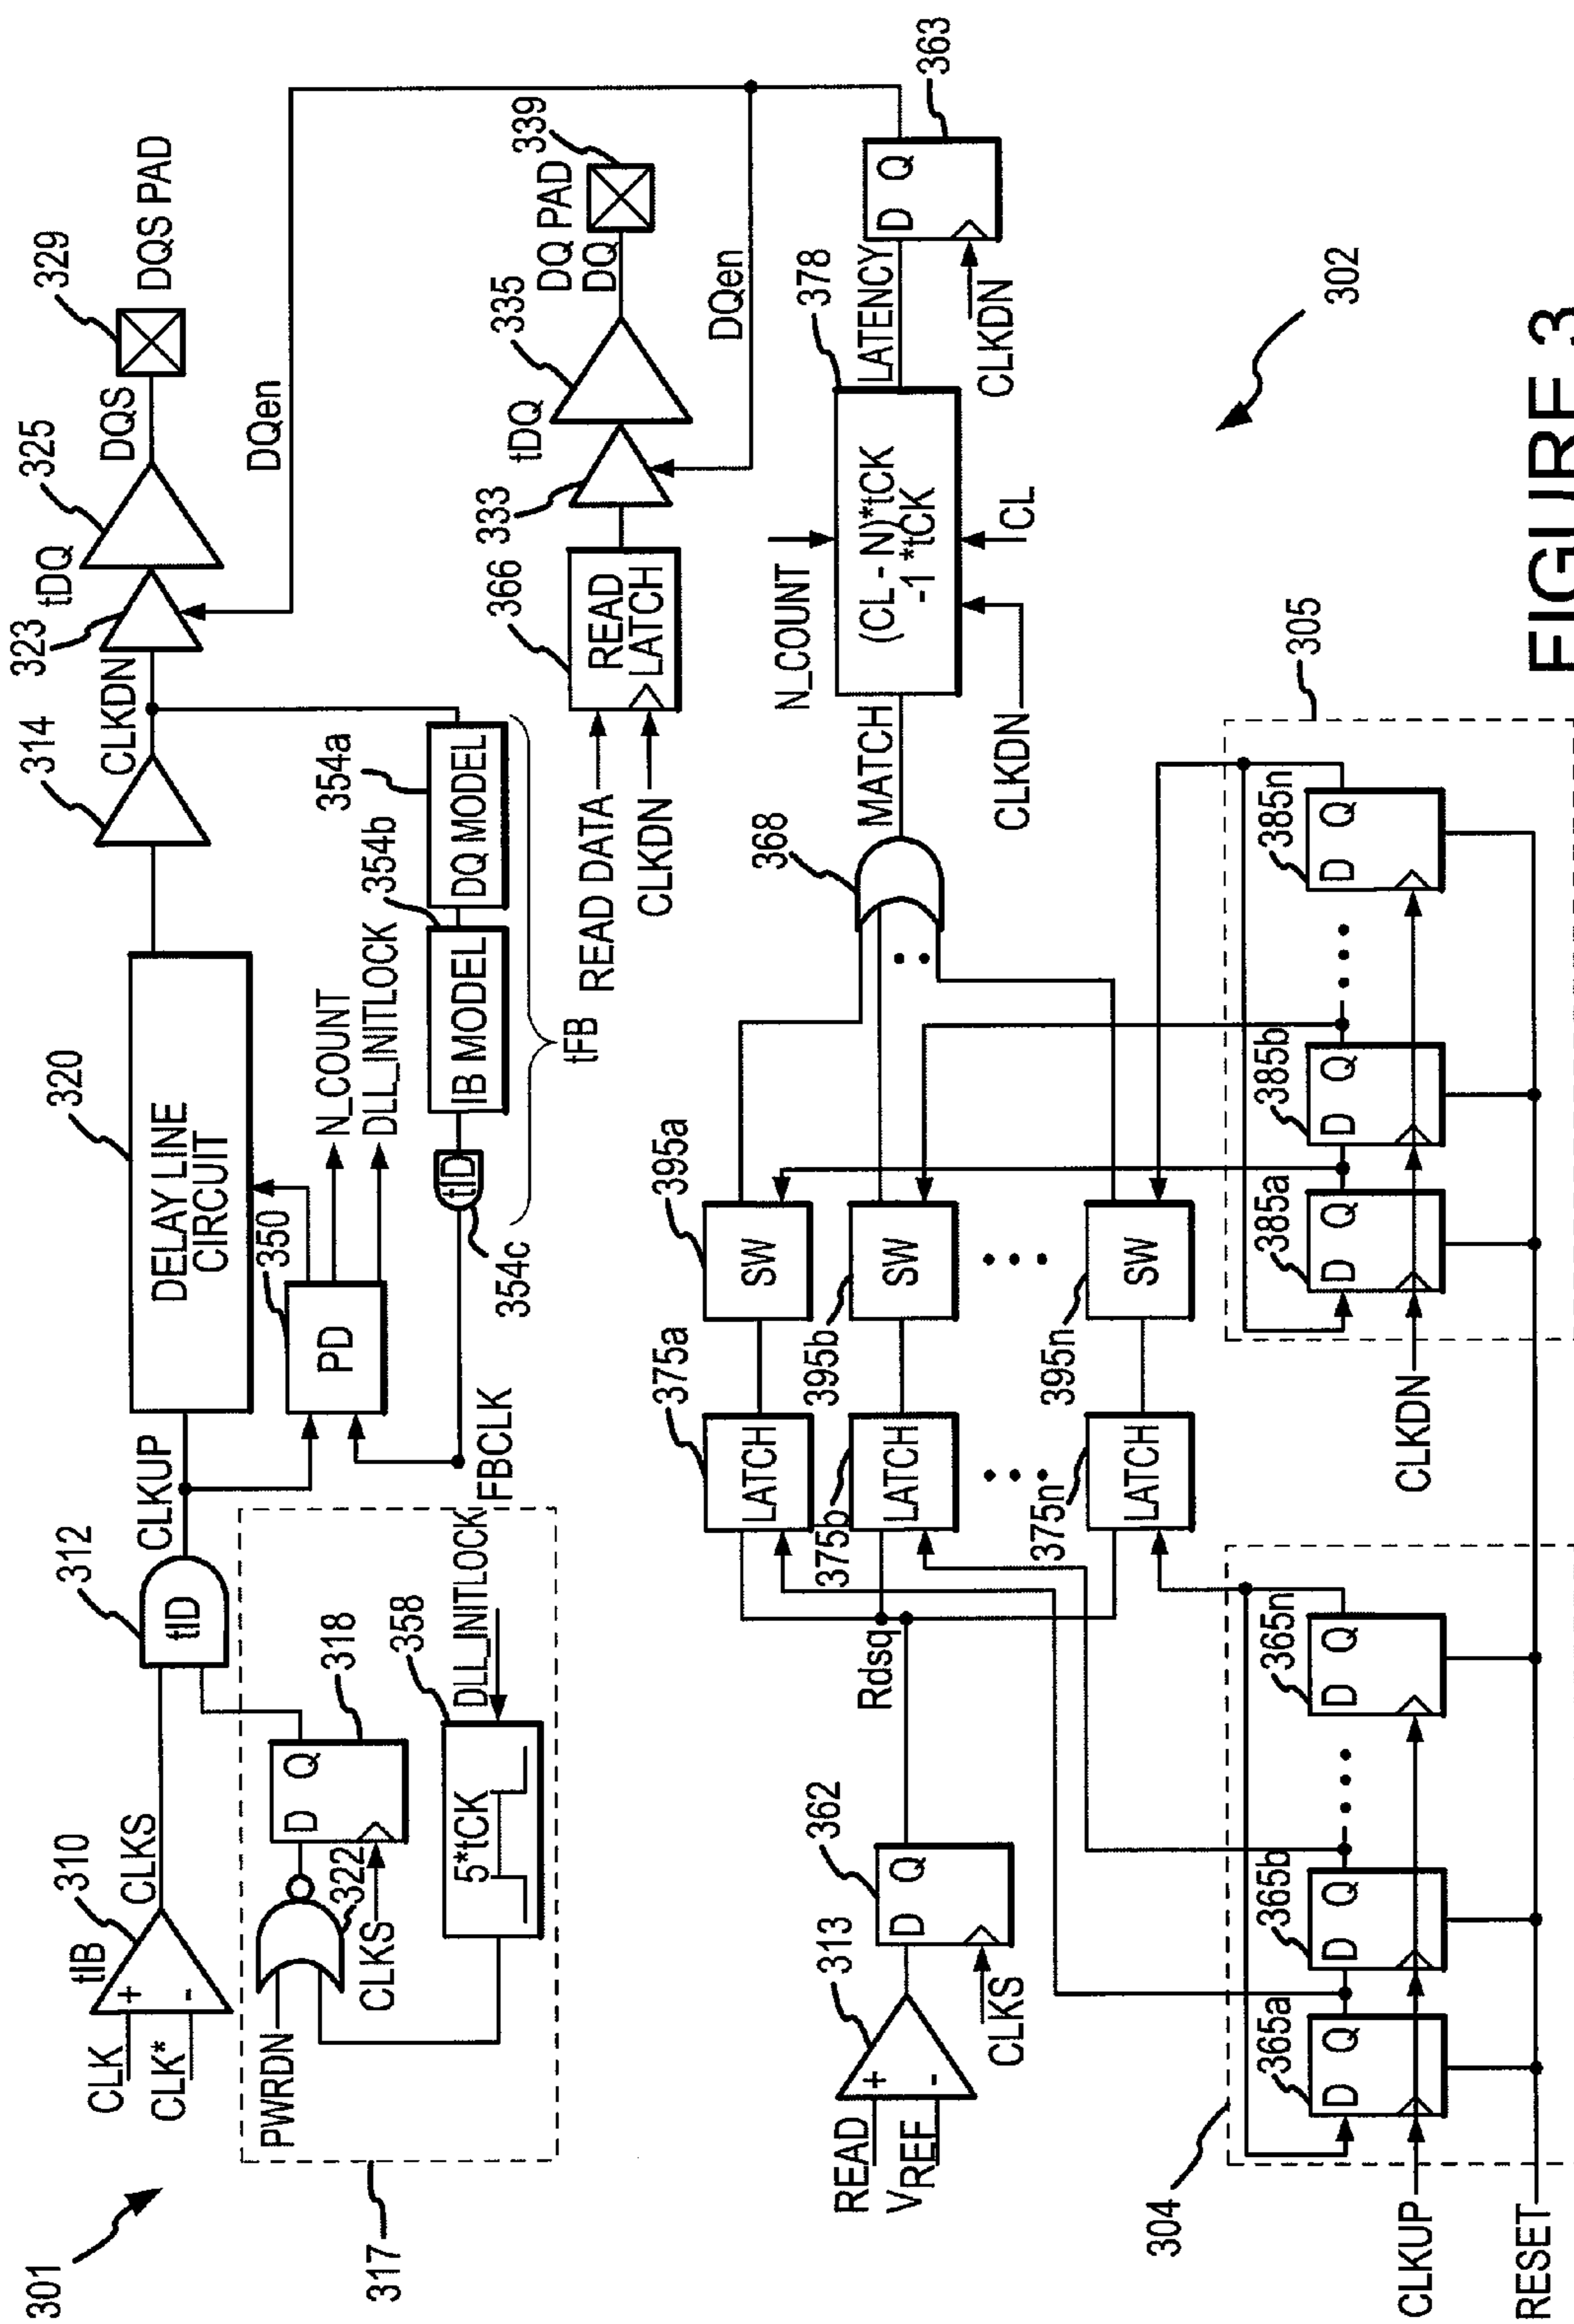 301
CLK
CLK*
+
-
tIB
310
CLKS
tID
312
CLKUP
DELAY LINE
CIRCUIT
320
314
CLKDN
323
tDQ
325
DQS
329
DQS PAD
DQen
PWRDN
322
CLKS
D Q
318
5*tCK
358
DLL_INITLOCK
317
PD
350
N_COUNT
DLL_INITLOCK
FBCLK
tID
354c
IB MODEL
354b
DQ MODEL
354a
tFB
READ DATA
CLKDN
READ
LATCH
366
333
tDQ
335
DQ PAD
DQ
339
DQen
READ
VREF
+
-
313
D Q
362
CLKS
Rdsq
LATCH
375a
LATCH
375b
LATCH
375n
SW
395a
SW
395b
SW
395n
368
MATCH
N_COUNT
(CL - N)*tCK
-1 *tCK
378
CLKDN
CL
LATENCY
D Q
363
CLKDN
302
304
CLKUP
RESET
365a
D Q
365b
D Q
365n
D Q
305
CLKDN
385a
D Q
385b
D Q
385n
D Q
FIGURE 3